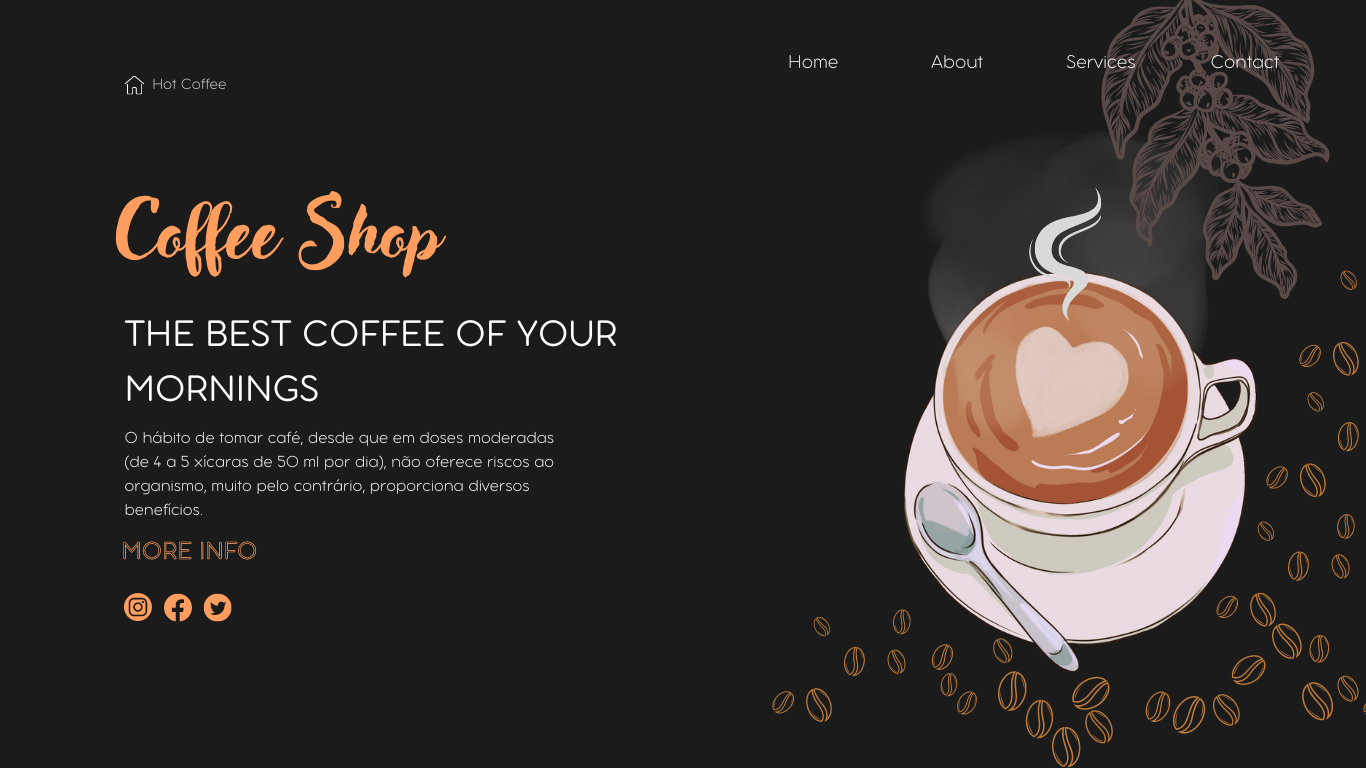 Home About Services Contact
Hot Coffee
Coffee Shop
THE BEST COFFEE OF YOUR
MORNINGS
O hábito de tomar café, desde que em doses moderadas
(de 4 a 5 xícaras de 50 ml por dia), não oferece riscos ao
organismo, muito pelo contrário, proporciona diversos
benefícios.
MORE INFO